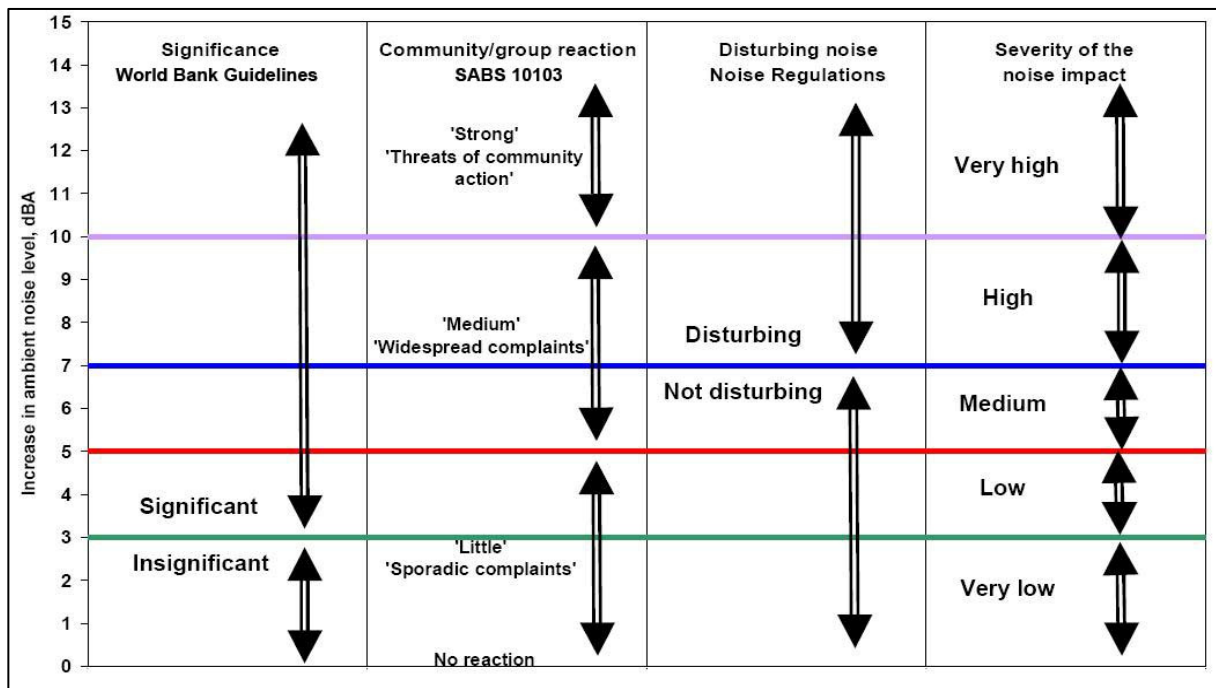 Increase in ambient noise level, dBA
15
14
13
12
11
10
9
8
7
6
5
4
3
2
1
0
Significance
World Bank Guidelines
Significant
Insignificant
Community/group reaction
SABS 10103
'Strong'
'Threats of community
action'
'Medium'
'Widespread complaints'
'Little'
'Sporadic complaints'
No reaction
Disturbing noise
Noise Regulations
Disturbing
Not disturbing
Severity of the
noise impact
Very high
High
Medium
Low
Very low